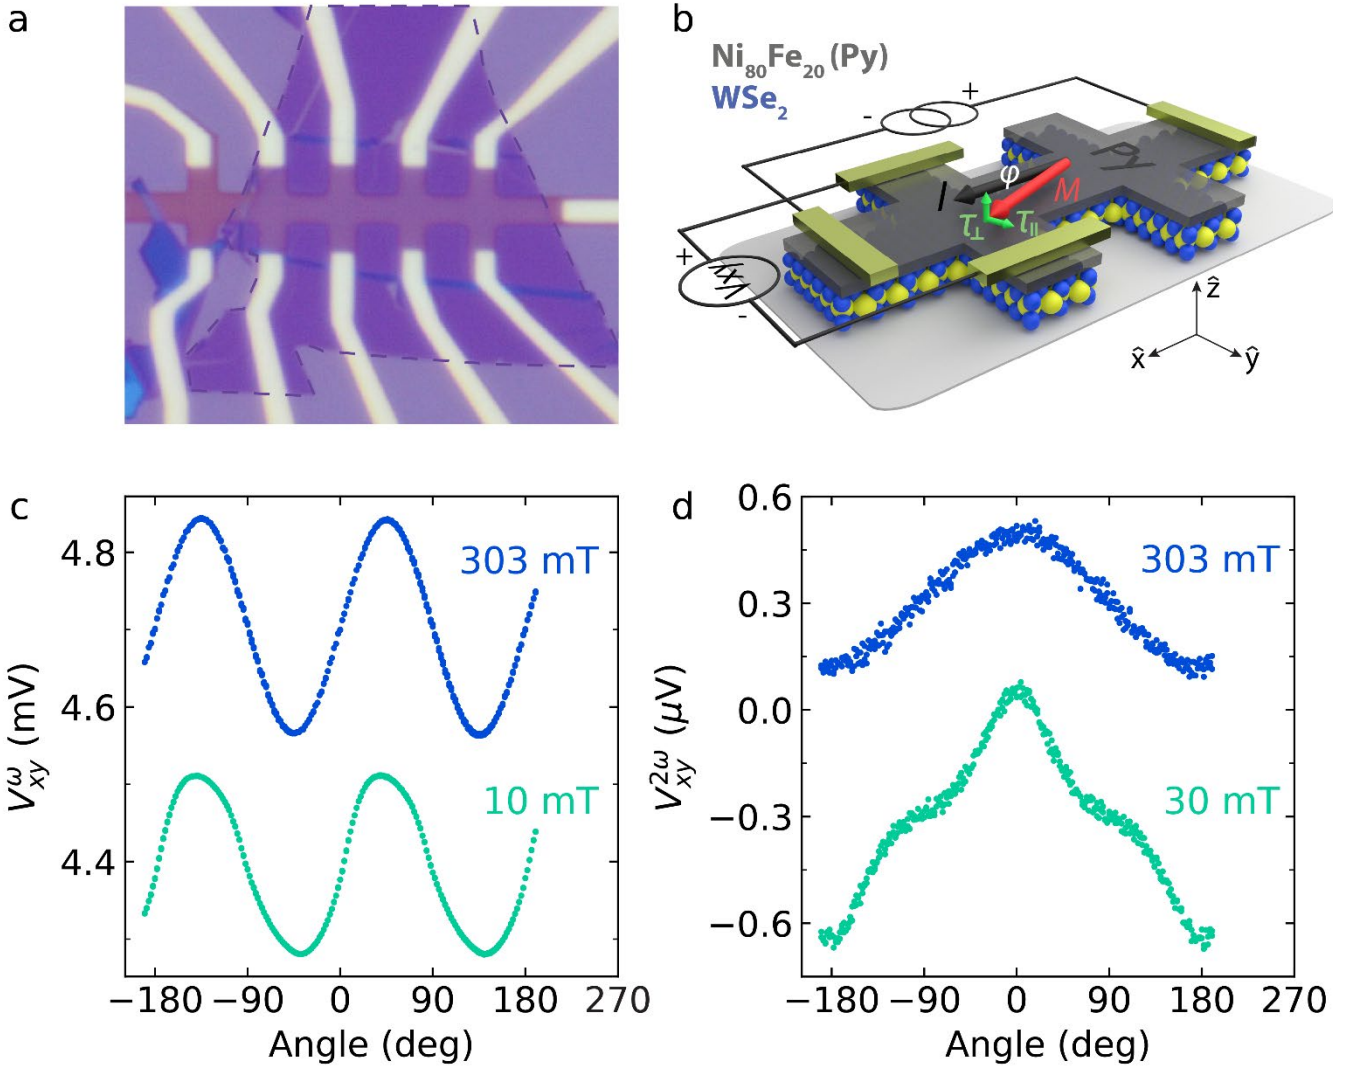 a
b
Ni₈₀Fe₂₀ (Py)
WSe₂
+
-
Py
φ
I
M
τ⊥
τ∥
+
Vxy
-
ẑ
x̂
ŷ
c
303 mT
10 mT
4.8
4.6
4.4
V^ω_xy (mV)
−180 −90 0 90 180 270
Angle (deg)
d
303 mT
30 mT
0.6
0.3
0.0
−0.3
−0.6
V^2ω_xy (μV)
−180 −90 0 90 180 270
Angle (deg)